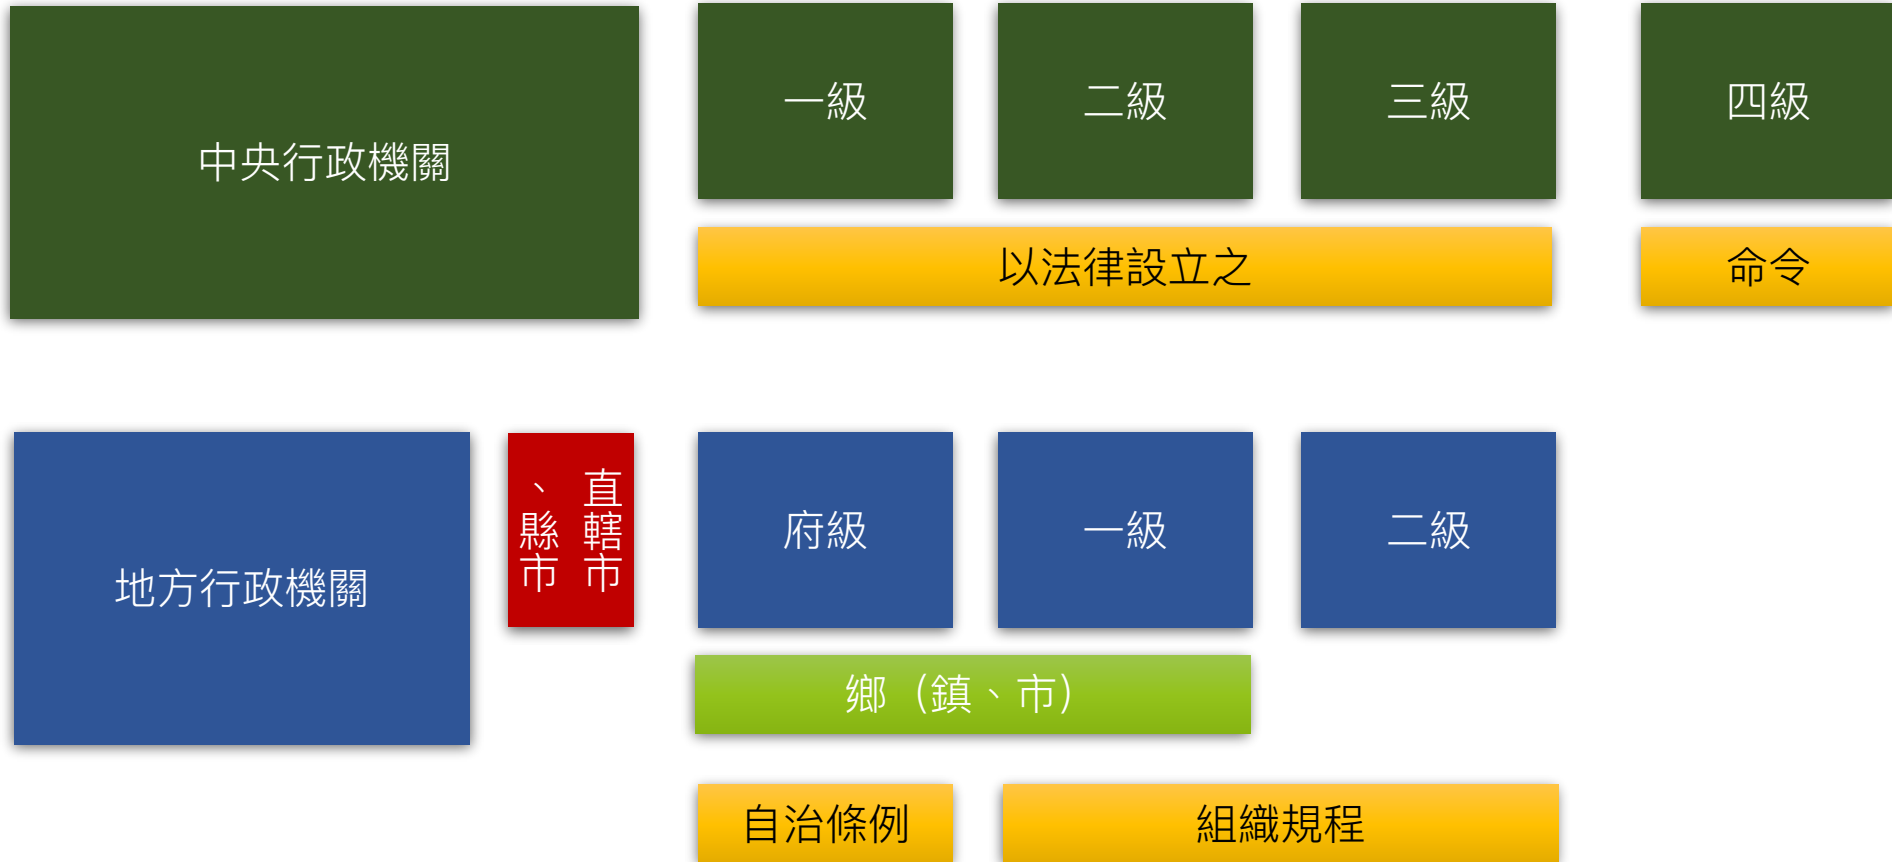 中央行政機關
一級
二級
三級
四級
以法律設立之
命令
地方行政機關
直轄市
、縣市
府級
一級
二級
鄉（鎮、市）
自治條例
組織規程